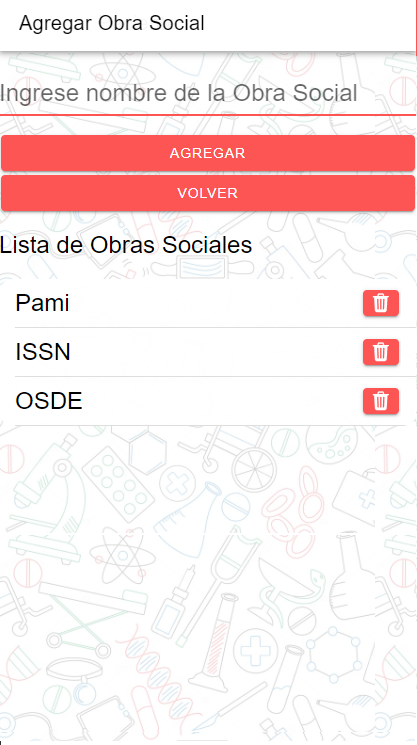 Agregar Obra Social
Ingrese nombre de la Obra Social
AGREGAR
VOLVER
Lista de Obras Sociales
Pami
ISSN
OSDE